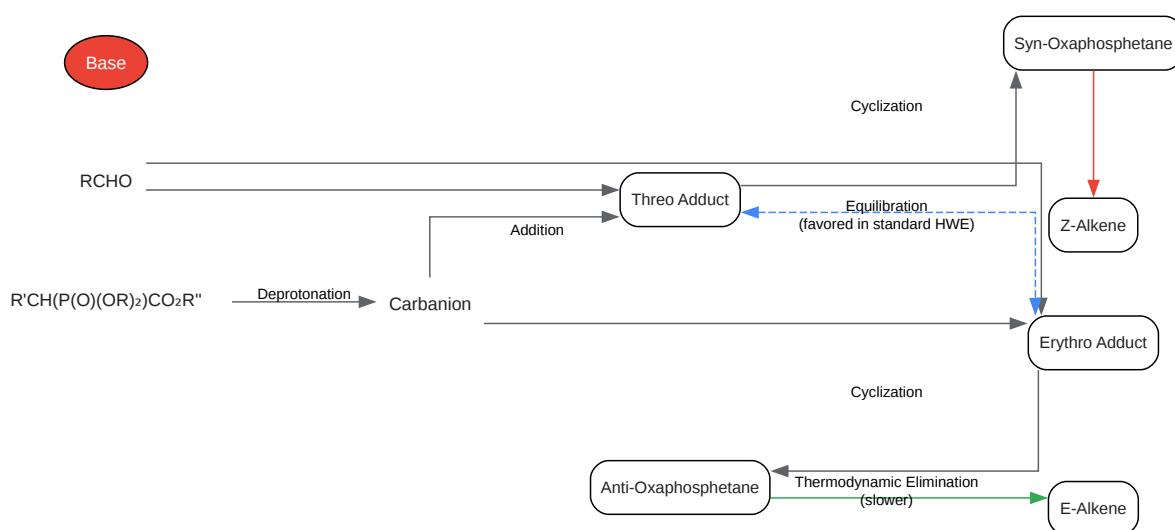 Syn-Oxaphosphetane
Base
Cyclization
RCHO
Threo Adduct
Equilibration
(favored in standard HWE)
Z-Alkene
Addition
R'CH(P(O)(OR)₂)CO₂R"
Deprotonation
Carbanion
Erythro Adduct
Cyclization
Anti-Oxaphosphetane
Thermodynamic Elimination
(slower)
E-Alkene